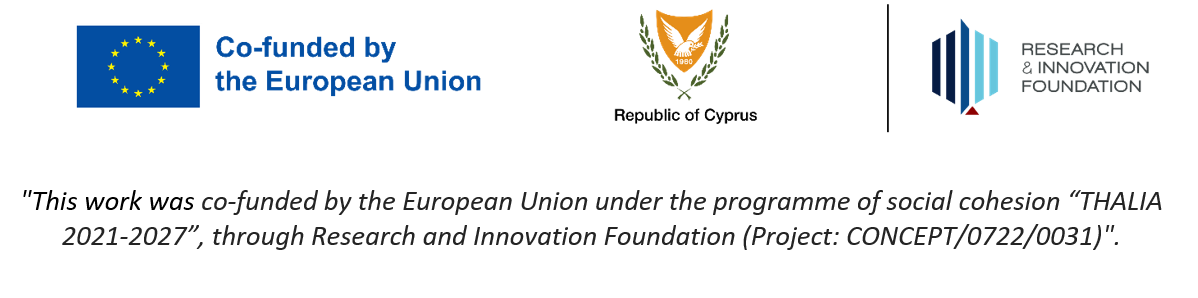 Co-funded by
the European Union
1960
Republic of Cyprus
RESEARCH
& INNOVATION
FOUNDATION
"This work was co-funded by the European Union under the programme of social cohesion “THALIA
2021-2027”, through Research and Innovation Foundation (Project: CONCEPT/0722/0031)".